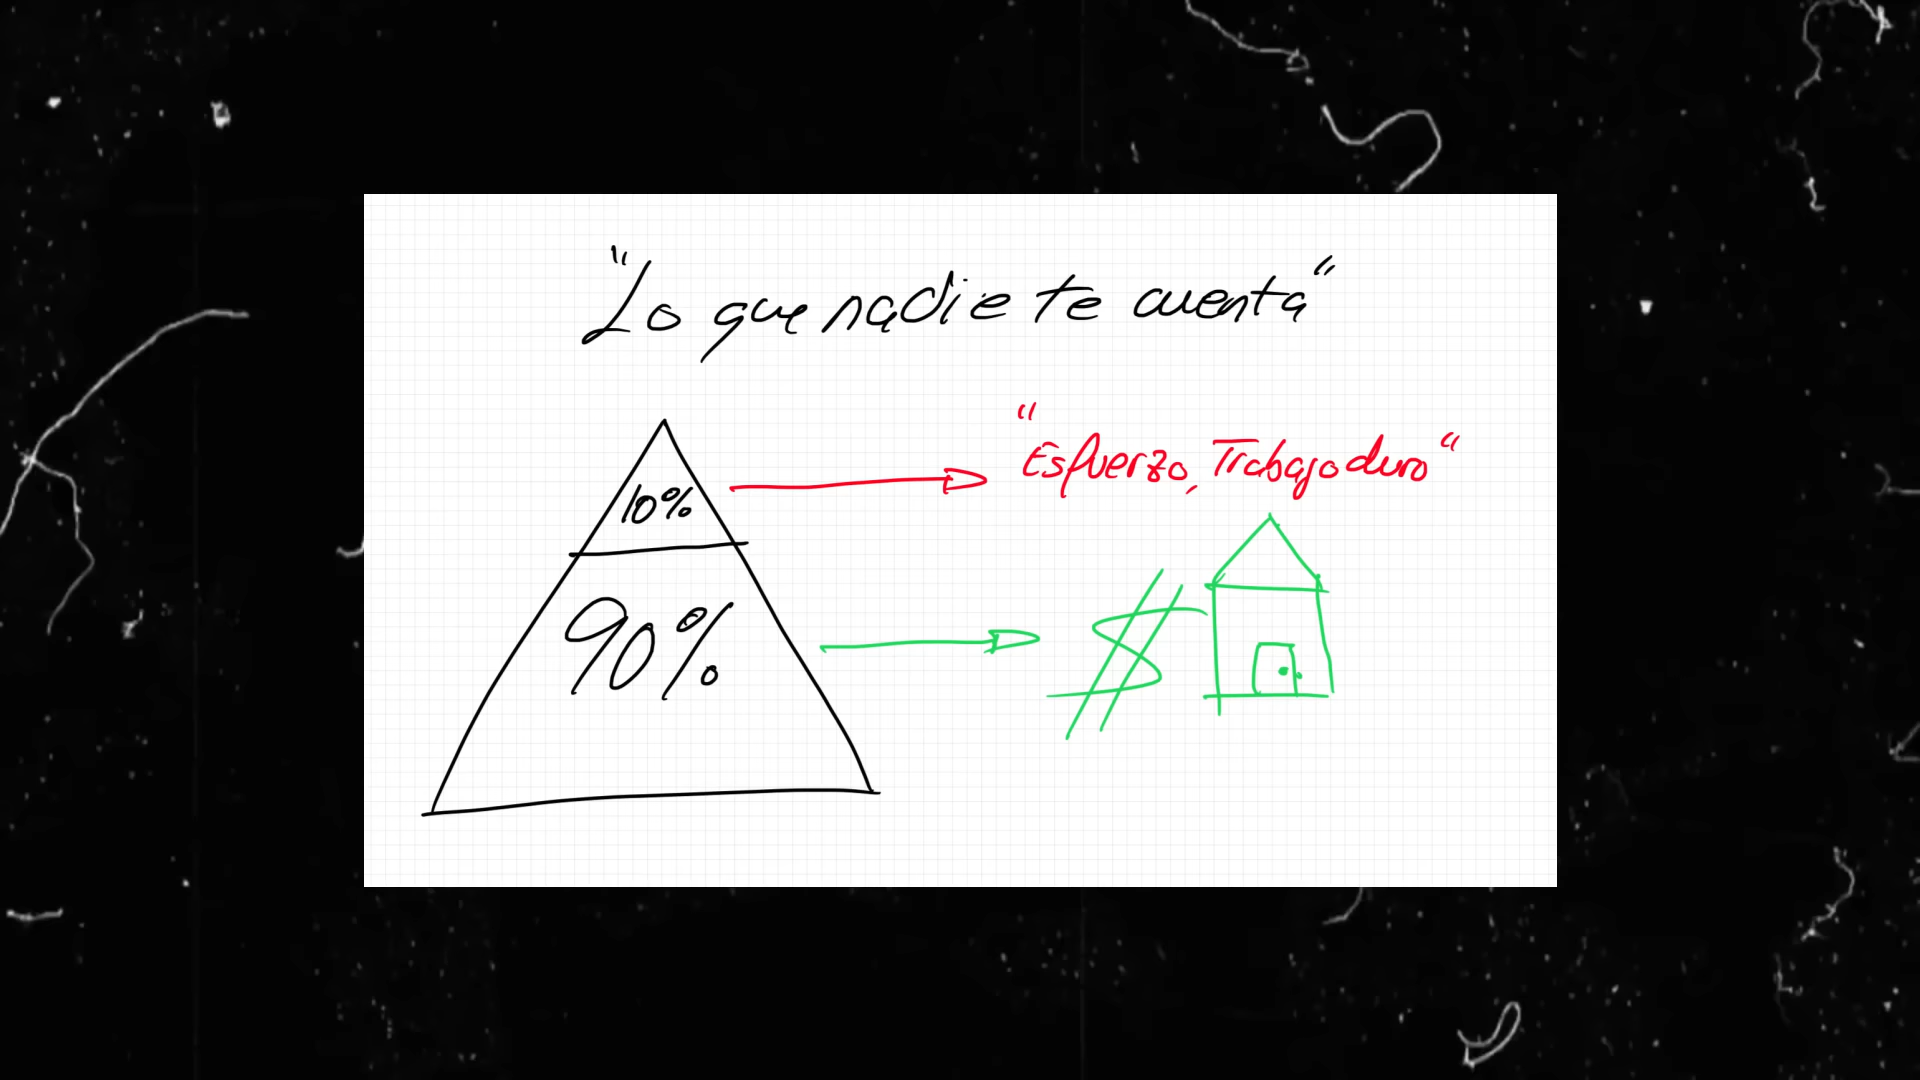 "Lo que nadie te cuenta"
"Esfuerzo, Trabajo duro"
10%
90%
$